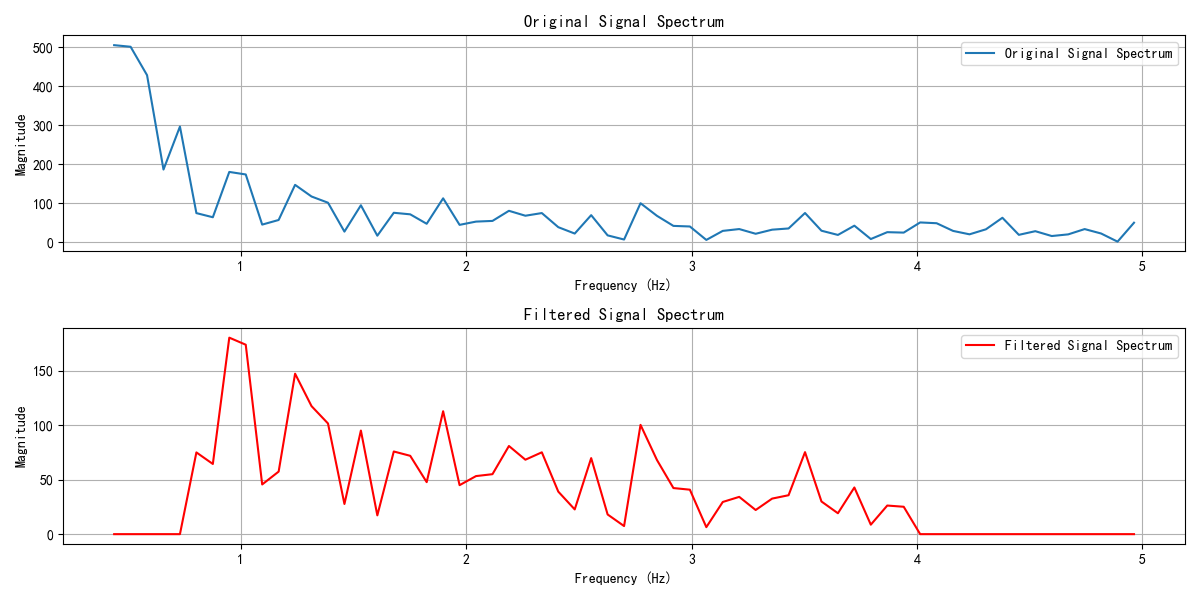 Original Signal Spectrum
Original Signal Spectrum
Magnitude
500
400
300
200
100
0
1
2
3
4
5
Frequency (Hz)
Filtered Signal Spectrum
Filtered Signal Spectrum
Magnitude
150
100
50
0
1
2
3
4
5
Frequency (Hz)